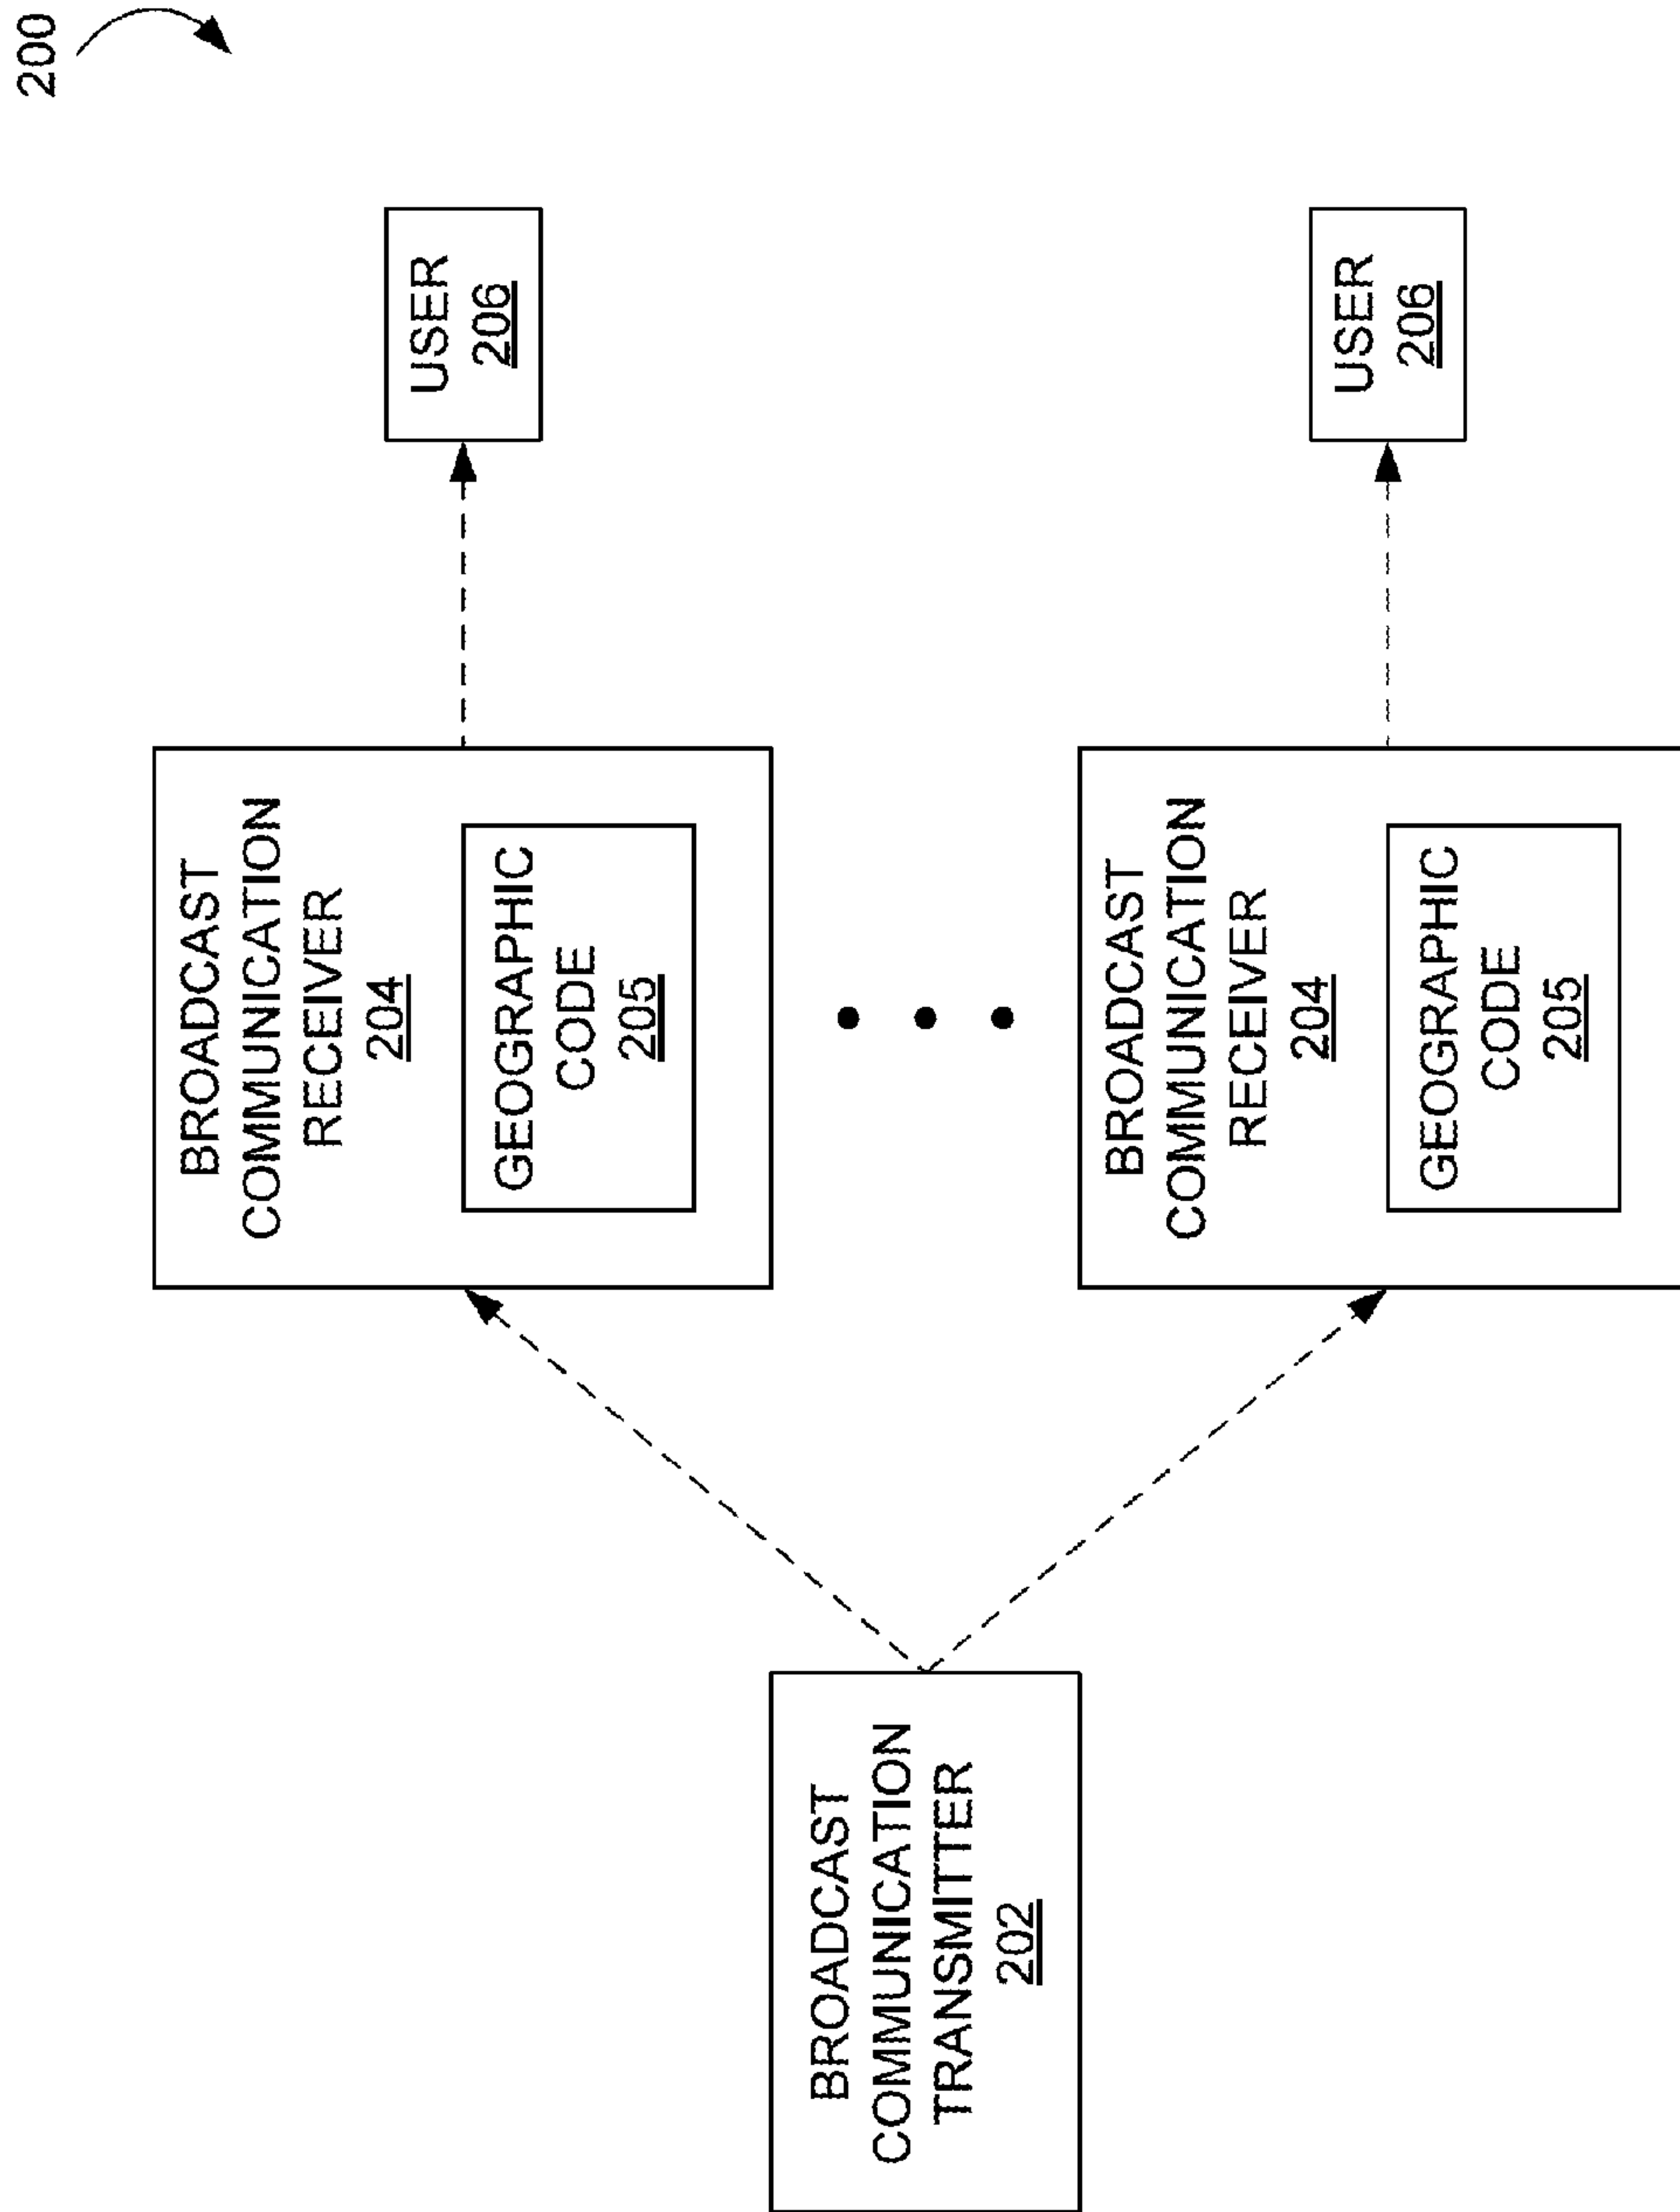 200
BROADCAST
COMMUNICATION
TRANSMITTER
202
BROADCAST
COMMUNICATION
RECEIVER
204
GEOGRAPHIC
CODE
205
USER
206
BROADCAST
COMMUNICATION
RECEIVER
204
GEOGRAPHIC
CODE
205
USER
206